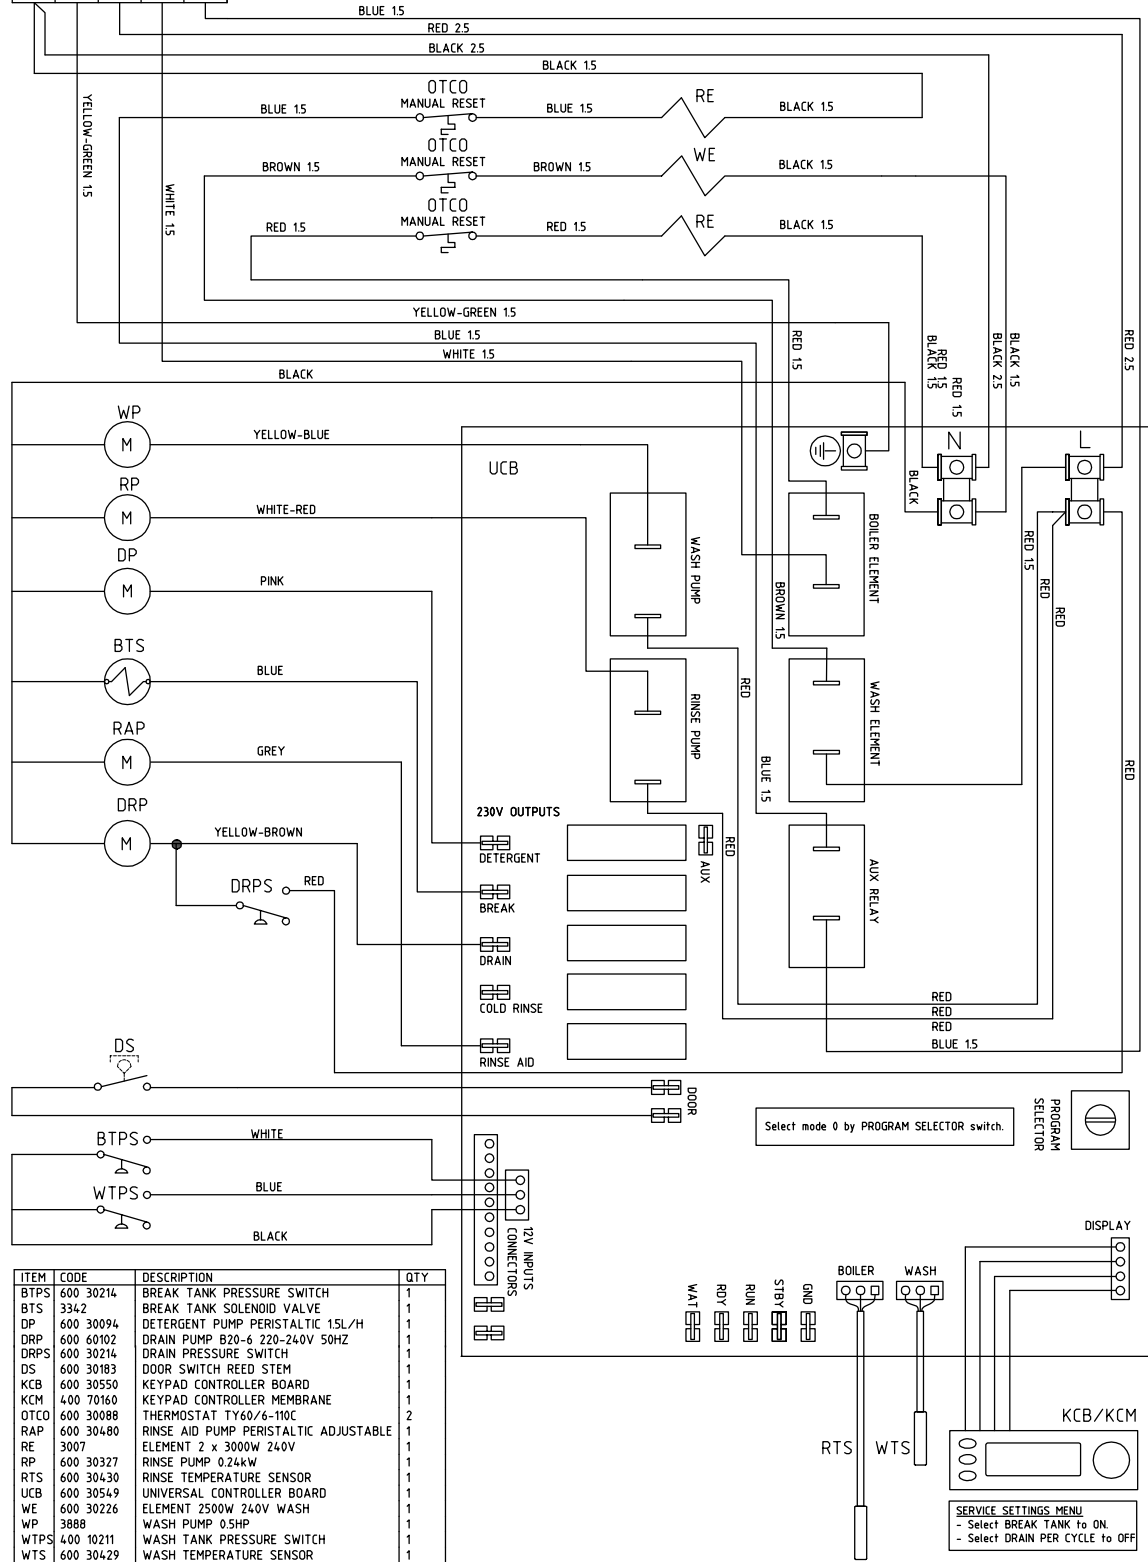 BLUE 1.5
RED 2.5
BLACK 2.5
BLACK 1.5
OTCO
MANUAL RESET
BLUE 1.5
BLUE 1.5
RE
BLACK 1.5
YELLOW-GREEN 1.5
OTCO
MANUAL RESET
BROWN 1.5
BROWN 1.5
WE
BLACK 1.5
WHITE 1.5
OTCO
MANUAL RESET
RED 1.5
RED 1.5
RE
BLACK 1.5
YELLOW-GREEN 1.5
BLUE 1.5
WHITE 1.5
BLACK
RED 1.5
BLACK 1.5
RED 1.5
RED 1.5
BLACK 2.5
BLACK 1.5
RED 2.5
WP
M
YELLOW-BLUE
UCB
N
L
RP
M
WHITE-RED
BLACK
WASH PUMP
BOILER ELEMENT
RED 1.5
RED
RED
DP
M
PINK
BROWN 1.5
BTS
BLUE
RED
RINSE PUMP
WASH ELEMENT
RAP
M
GREY
BLUE 1.5
RED
DRP
M
YELLOW-BROWN
230V OUTPUTS
DETERGENT
AUX
RED
AUX RELAY
DRPS
RED
BREAK
DRAIN
COLD RINSE
RED
RED
RED
BLUE 1.5
RINSE AID
DS
DOOR
Select mode 0 by PROGRAM SELECTOR switch.
PROGRAM
SELECTOR
BTPS
WHITE
WTPS
BLUE
BLACK
12V INPUTS
CONNECTORS
DISPLAY
BOILER
WASH
WAT
RDY
RUN
STBY
GND
RTS
WTS
KCB/KCM
SERVICE SETTINGS MENU
- Select BREAK TANK to ON.
- Select DRAIN PER CYCLE to OFF
ITEM CODE DESCRIPTION QTY
BTPS 600 30214 BREAK TANK PRESSURE SWITCH 1
BTS 3342 BREAK TANK SOLENOID VALVE 1
DP 600 30094 DETERGENT PUMP PERISTALTIC 1.5L/H 1
DRP 600 60102 DRAIN PUMP B20-6 220-240V 50HZ 1
DRPS 600 30214 DRAIN PRESSURE SWITCH 1
DS 600 30183 DOOR SWITCH REED STEM 1
KCB 600 30550 KEYPAD CONTROLLER BOARD 1
KCM 400 70160 KEYPAD CONTROLLER MEMBRANE 1
OTCO 600 30088 THERMOSTAT TY60/6-110C 2
RAP 600 30480 RINSE AID PUMP PERISTALTIC ADJUSTABLE 1
RE 3007 ELEMENT 2 x 3000W 240V 1
RP 600 30327 RINSE PUMP 0.24kW 1
RTS 600 30430 RINSE TEMPERATURE SENSOR 1
UCB 600 30549 UNIVERSAL CONTROLLER BOARD 1
WE 600 30226 ELEMENT 2500W 240V WASH 1
WP 3888 WASH PUMP 0.5HP 1
WTPS 400 10211 WASH TANK PRESSURE SWITCH 1
WTS 600 30429 WASH TEMPERATURE SENSOR 1